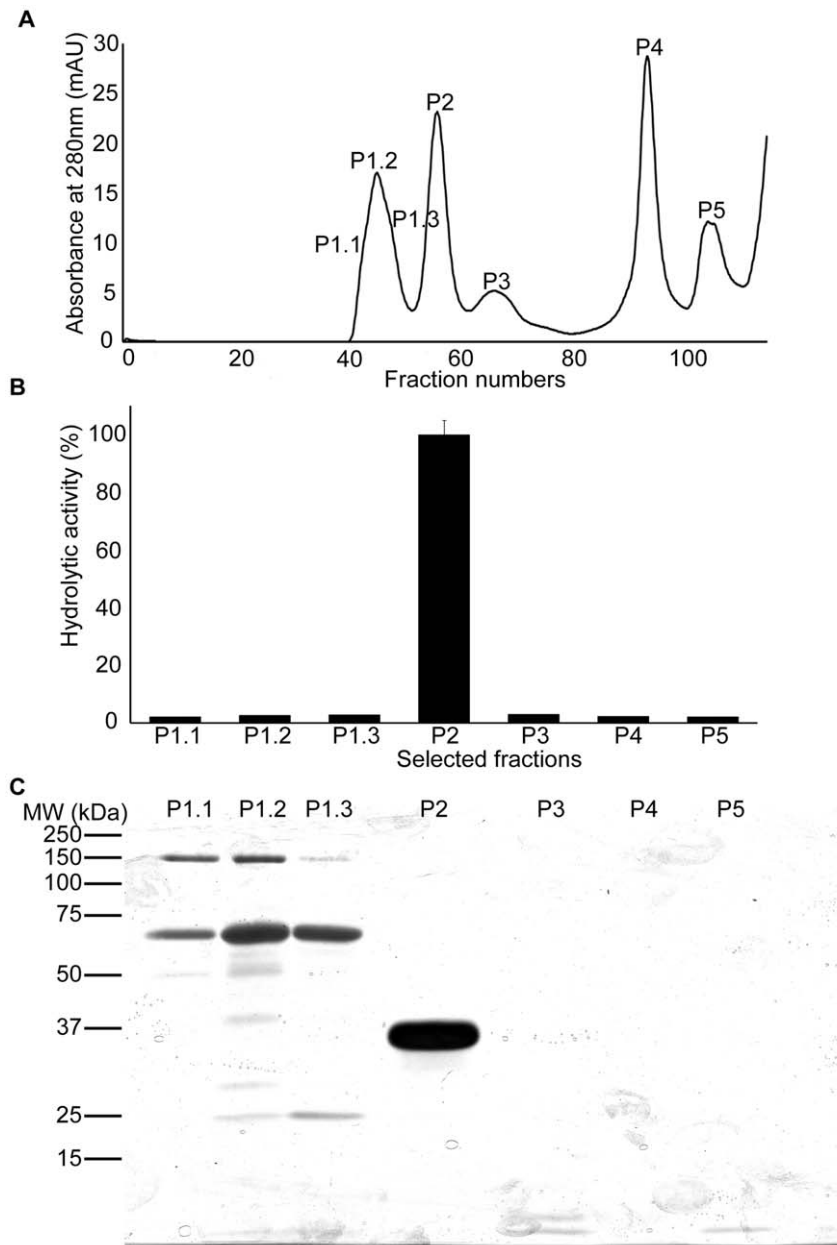 A
Absorbance at 280nm (mAU)
30
25
20
15
10
5
0
P1.1
P1.2
P1.3
P2
P3
P4
P5
0 20 40 60 80 100
Fraction numbers
B
Hydrolytic activity (%)
100
80
60
40
20
0
P1.1 P1.2 P1.3 P2 P3 P4 P5
Selected fractions
C
MW (kDa) P1.1 P1.2 P1.3 P2 P3 P4 P5
250
150
100
75
50
37
25
15